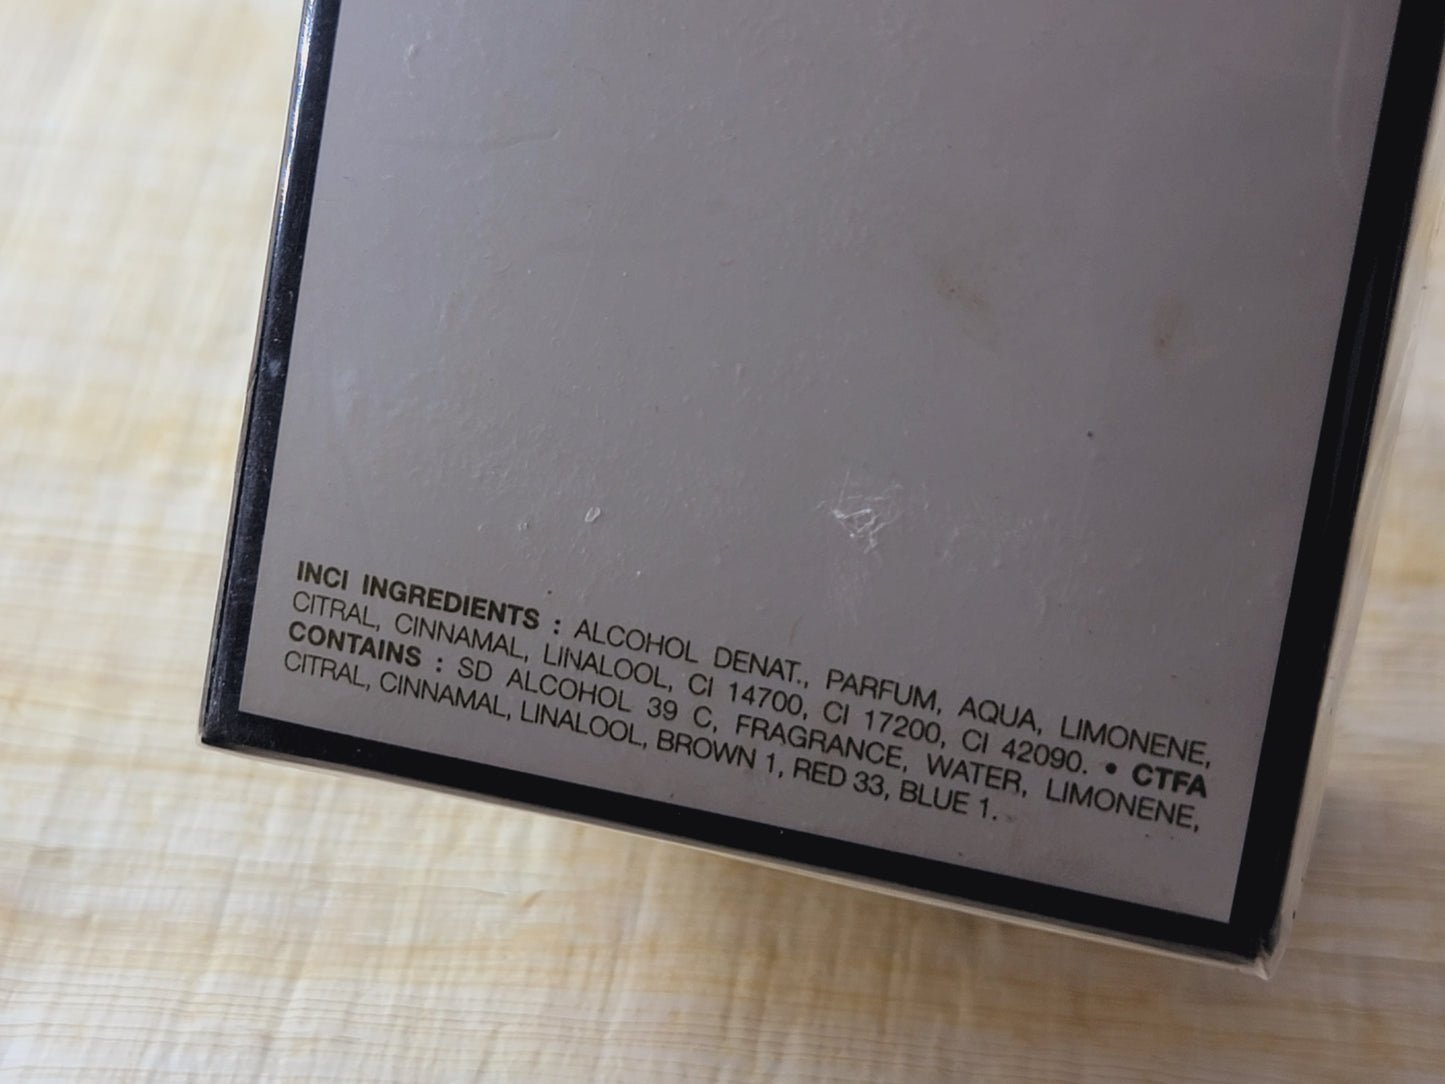 INCI INGREDIENTS : ALCOHOL DENAT., PARFUM, AQUA, LIMONENE,
CITRAL, CINNAMAL, LINALOOL, CI 14700, CI 17200, CI 42090. • CTFA
CONTAINS : SD ALCOHOL 39 C, FRAGRANCE, WATER, LIMONENE,
CITRAL, CINNAMAL, LINALOOL, BROWN 1, RED 33, BLUE 1.